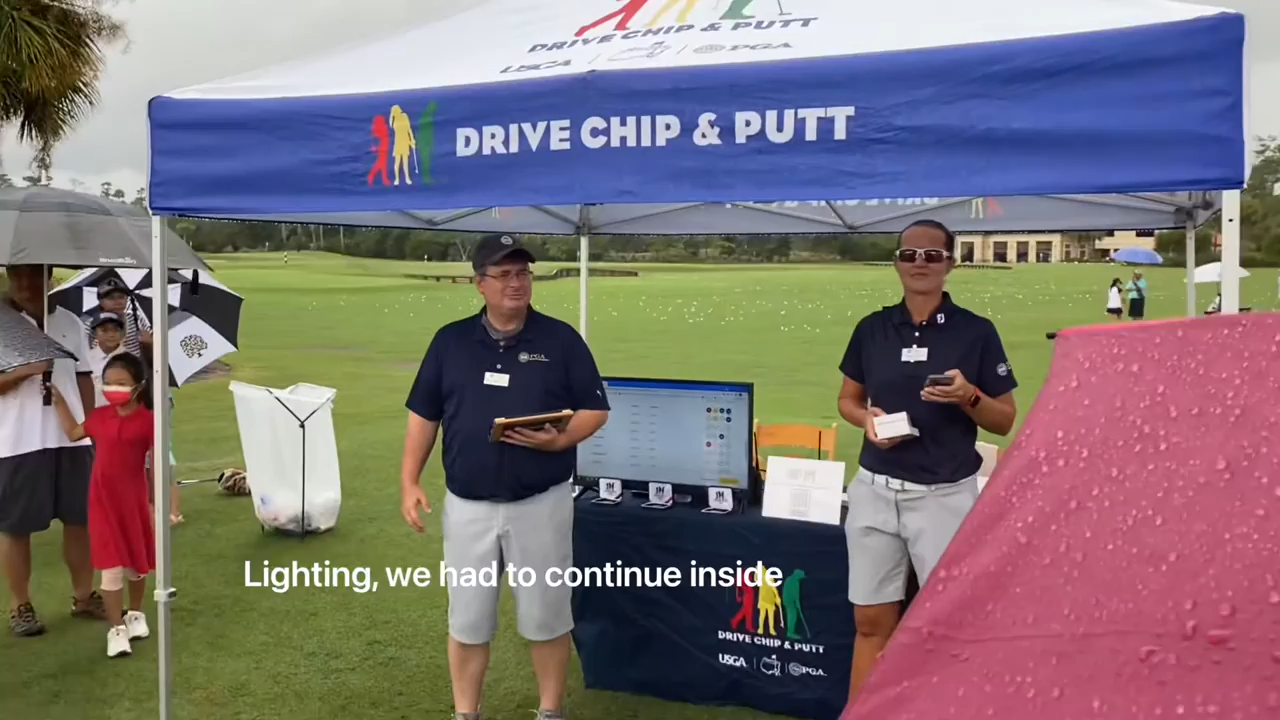 DRIVE CHIP & PUTT
USGA
PGA
DRIVE CHIP & PUTT
PGA
Lighting, we had to continue inside
DRIVE CHIP & PUTT
USGA
PGA.